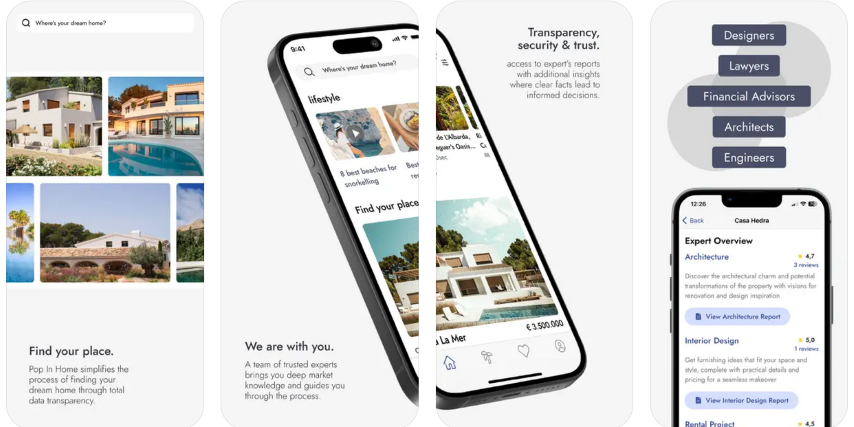 Where's your dream home?
Find your place.
Pop In Home simplifies the
process of finding your
dream home through total
data transparency.
9:41
Where's your dream home?
lifestyle
8 best beaches for
snorkelling
Best
Find your place
We are with you.
A team of trusted experts
brings you deep market
knowledge and guides you
through the process.
Transparency,
security & trust.
access to expert's reports
with additional insights
where clear facts lead to
informed decisions.
de L'Albarda,
eguer's Oasis...
La Mer
€ 3.500.000
Designers
Lawyers
Financial Advisors
Architects
Engineers
12:26
Back
Casa Hedra
Expert Overview
Architecture
4,7
3 reviews
Discover the architectural charm and potential
transformations of the property with visions for
renovation and design inspiration
View Architecture Report
Interior Design
5,0
1 reviews
Get furnishing ideas that fit your space and
style, complete with pracrical details and
pricing for a seamless makeover
View Interior Design Report
Rental Project
4,5